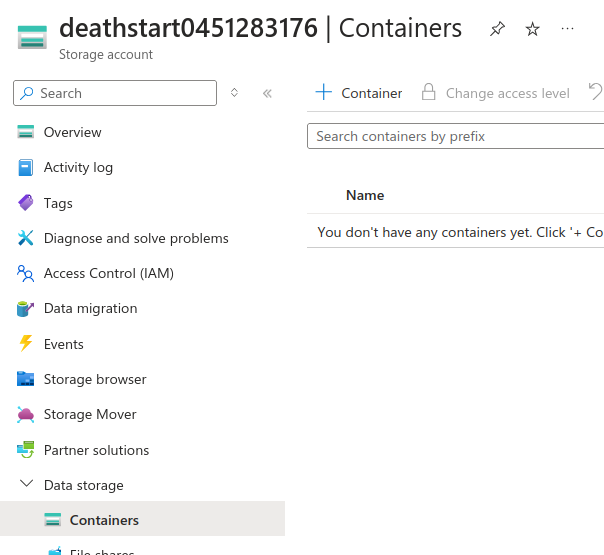 deathstart0451283176 | Containers
Storage account
Search
Container
Change access level
Search containers by prefix
Overview
Activity log
Tags
Diagnose and solve problems
Access Control (IAM)
Data migration
Events
Storage browser
Storage Mover
Partner solutions
Data storage
Containers
File shares
Name
You don't have any containers yet. Click '+ Co